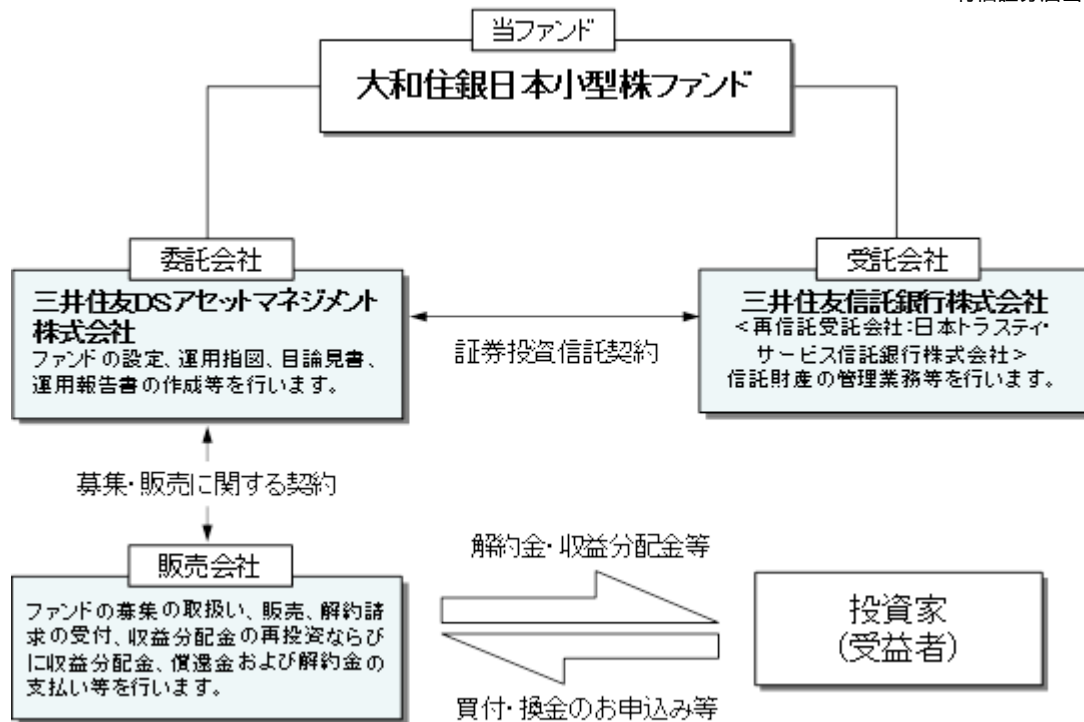 当ファンド
大和住銀日本小型株ファンド
委託会社
三井住友DSアセットマネジメント
株式会社
ファンドの設定、運用指図、目論見書、
運用報告書の作成等を行います。
証券投資信託契約
受託会社
三井住友信託銀行株式会社
<再信託受託会社:日本トラスティ・
サービス信託銀行株式会社>
信託財産の管理業務等を行います。
募集・販売に関する契約
販売会社
ファンドの募集の取扱い、販売、解約請
求の受付、収益分配金の再投資ならび
に収益分配金、償還金および解約金の
支払い等を行います。
解約金・収益分配金等
買付・換金のお申込み等
投資家
(受益者)